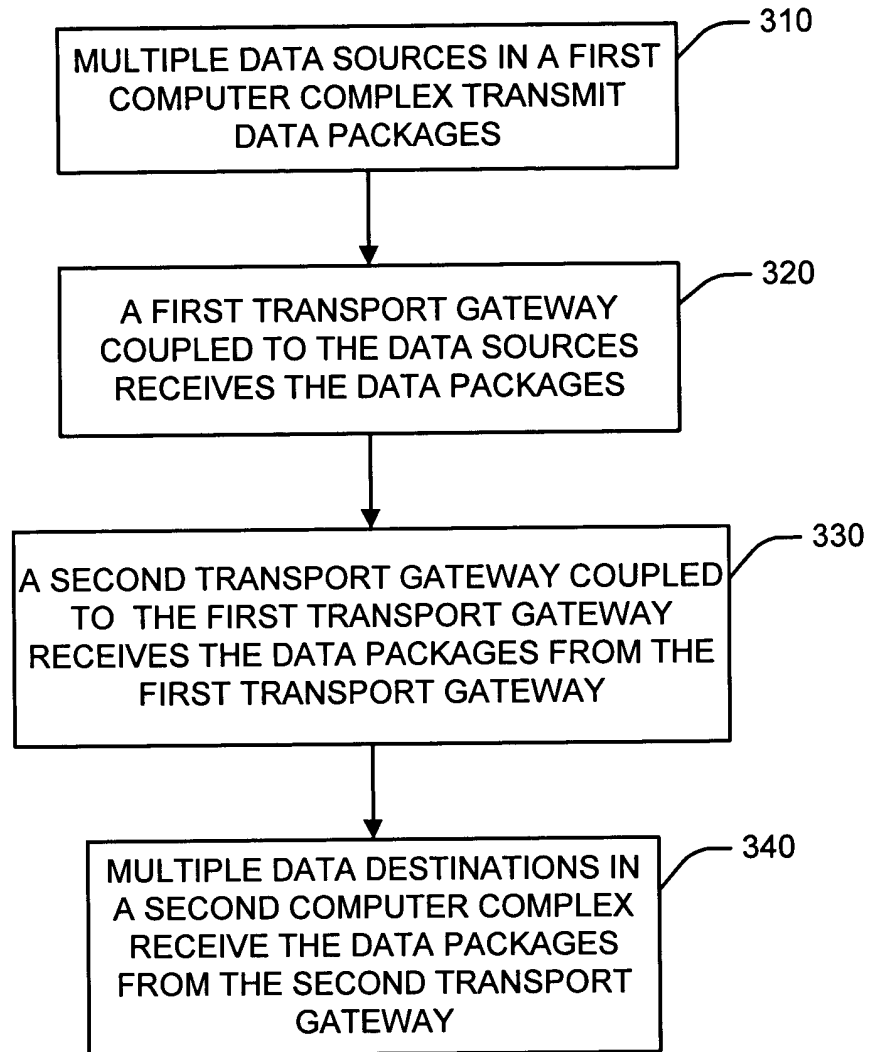 310
MULTIPLE DATA SOURCES IN A FIRST
COMPUTER COMPLEX TRANSMIT
DATA PACKAGES
320
A FIRST TRANSPORT GATEWAY
COUPLED TO THE DATA SOURCES
RECEIVES THE DATA PACKAGES
330
A SECOND TRANSPORT GATEWAY COUPLED
TO THE FIRST TRANSPORT GATEWAY
RECEIVES THE DATA PACKAGES FROM THE
FIRST TRANSPORT GATEWAY
340
MULTIPLE DATA DESTINATIONS IN
A SECOND COMPUTER COMPLEX
RECEIVE THE DATA PACKAGES
FROM THE SECOND TRANSPORT
GATEWAY